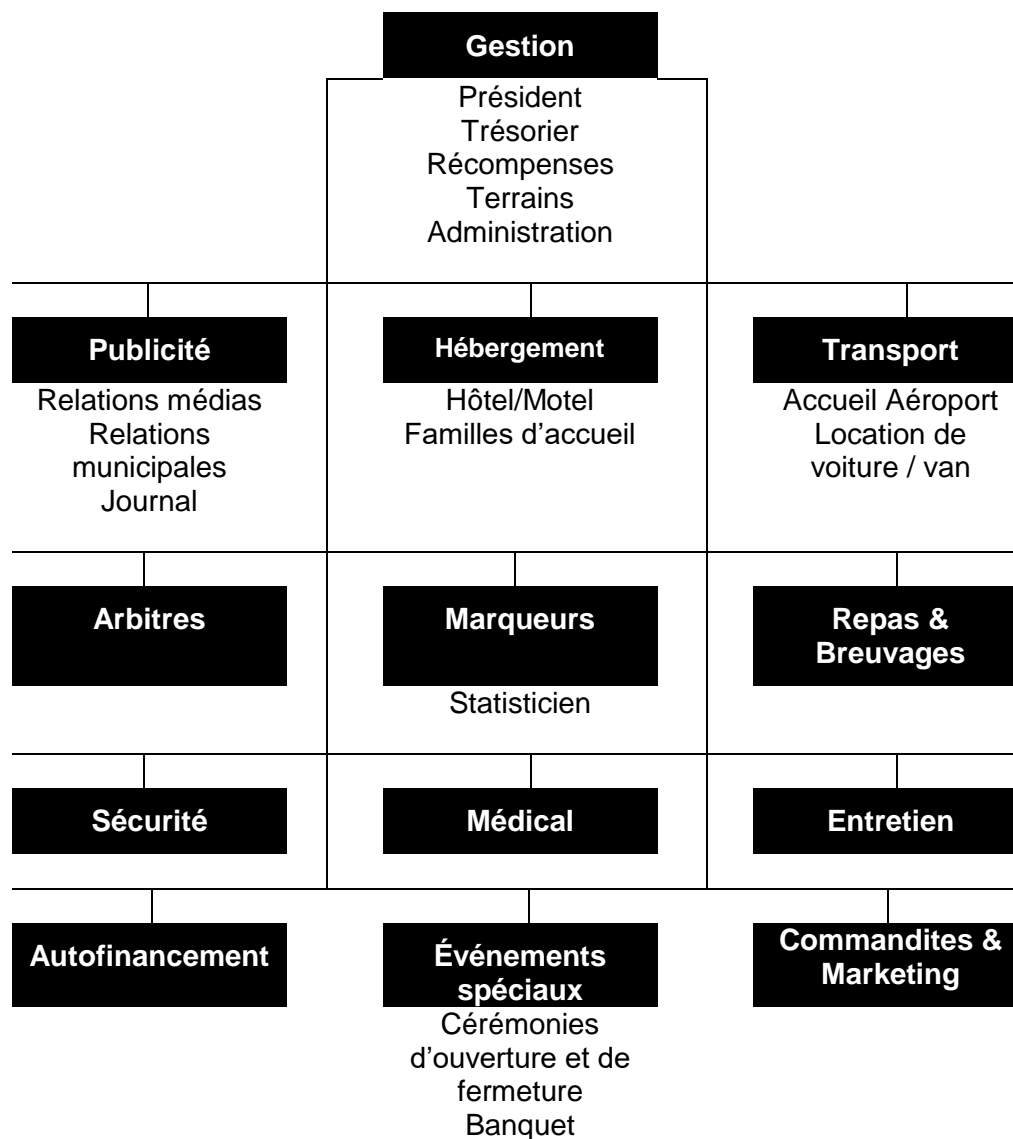 Gestion
Président
Trésorier
Récompenses
Terrains
Administration
Publicité
Relations médias
Relations
municipales
Journal
Hébergement
Hôtel/Motel
Familles d’accueil
Transport
Accueil Aéroport
Location de
voiture / van
Arbitres
Marqueurs
Statisticien
Repas &
Breuvages
Sécurité
Médical
Entretien
Autofinancement
Événements
spéciaux
Cérémonies
d’ouverture et de
fermeture
Banquet
Commandites &
Marketing